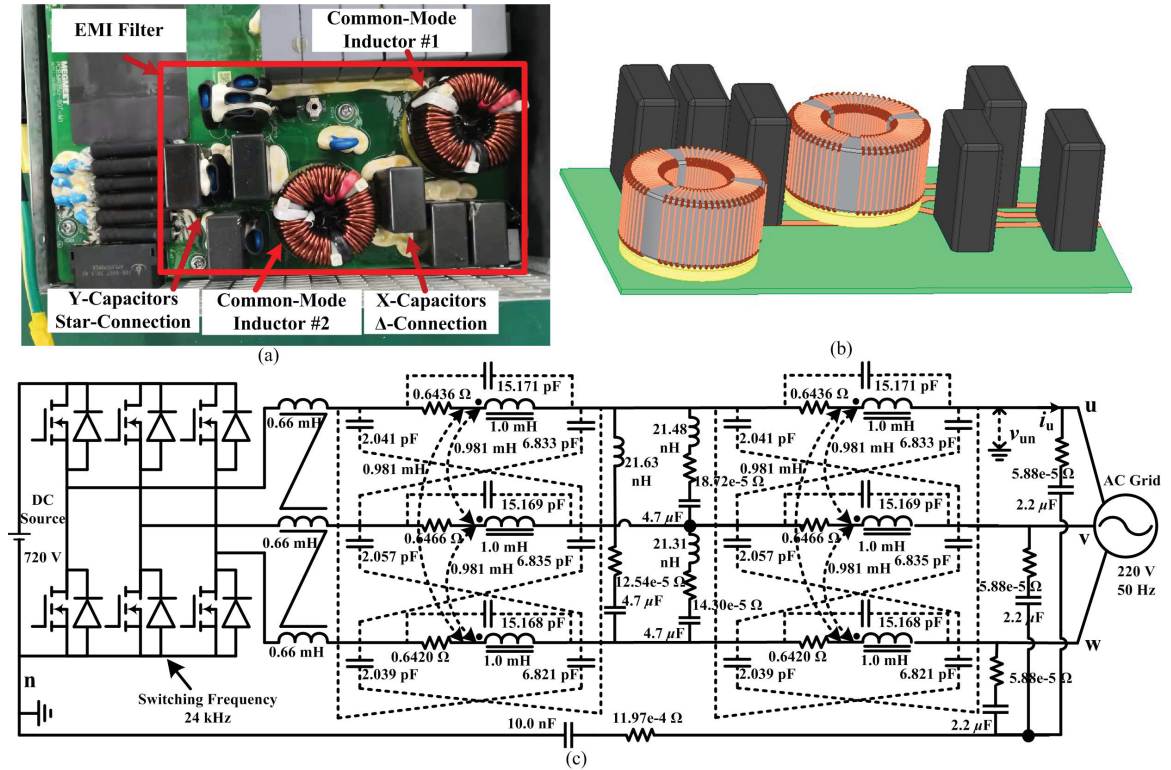 EMI Filter
Common-Mode
Inductor #1
MEGMEET
Y-Capacitors
Star-Connection
Common-Mode
Inductor #2
X-Capacitors
Δ-Connection
(a)
(b)
DC
Source
720 V
n
Switching Frequency
24 kHz
0.66 mH
0.66 mH
0.66 mH
15.171 pF
0.6436 Ω
1.0 mH
2.041 pF
6.833 pF
0.981 mH
0.981 mH
15.169 pF
0.6466 Ω
1.0 mH
2.057 pF
6.835 pF
0.981 mH
15.168 pF
0.6420 Ω
1.0 mH
2.039 pF
6.821 pF
21.63
nH
21.48
nH
18.72e-5 Ω
4.7 µF
21.31
nH
12.54e-5 Ω
4.7 µF
14.30e-5 Ω
4.7 µF
15.171 pF
0.6436 Ω
1.0 mH
2.041 pF
6.833 pF
0.981 mH
0.981 mH
15.169 pF
0.6466 Ω
1.0 mH
2.057 pF
6.835 pF
0.981 mH
15.168 pF
0.6420 Ω
1.0 mH
2.039 pF
6.821 pF
vun
iu
u
5.88e-5 Ω
2.2 µF
AC Grid
v
220 V
50 Hz
5.88e-5 Ω
2.2 µF
w
5.88e-5 Ω
2.2 µF
10.0 nF
11.97e-4 Ω
(c)